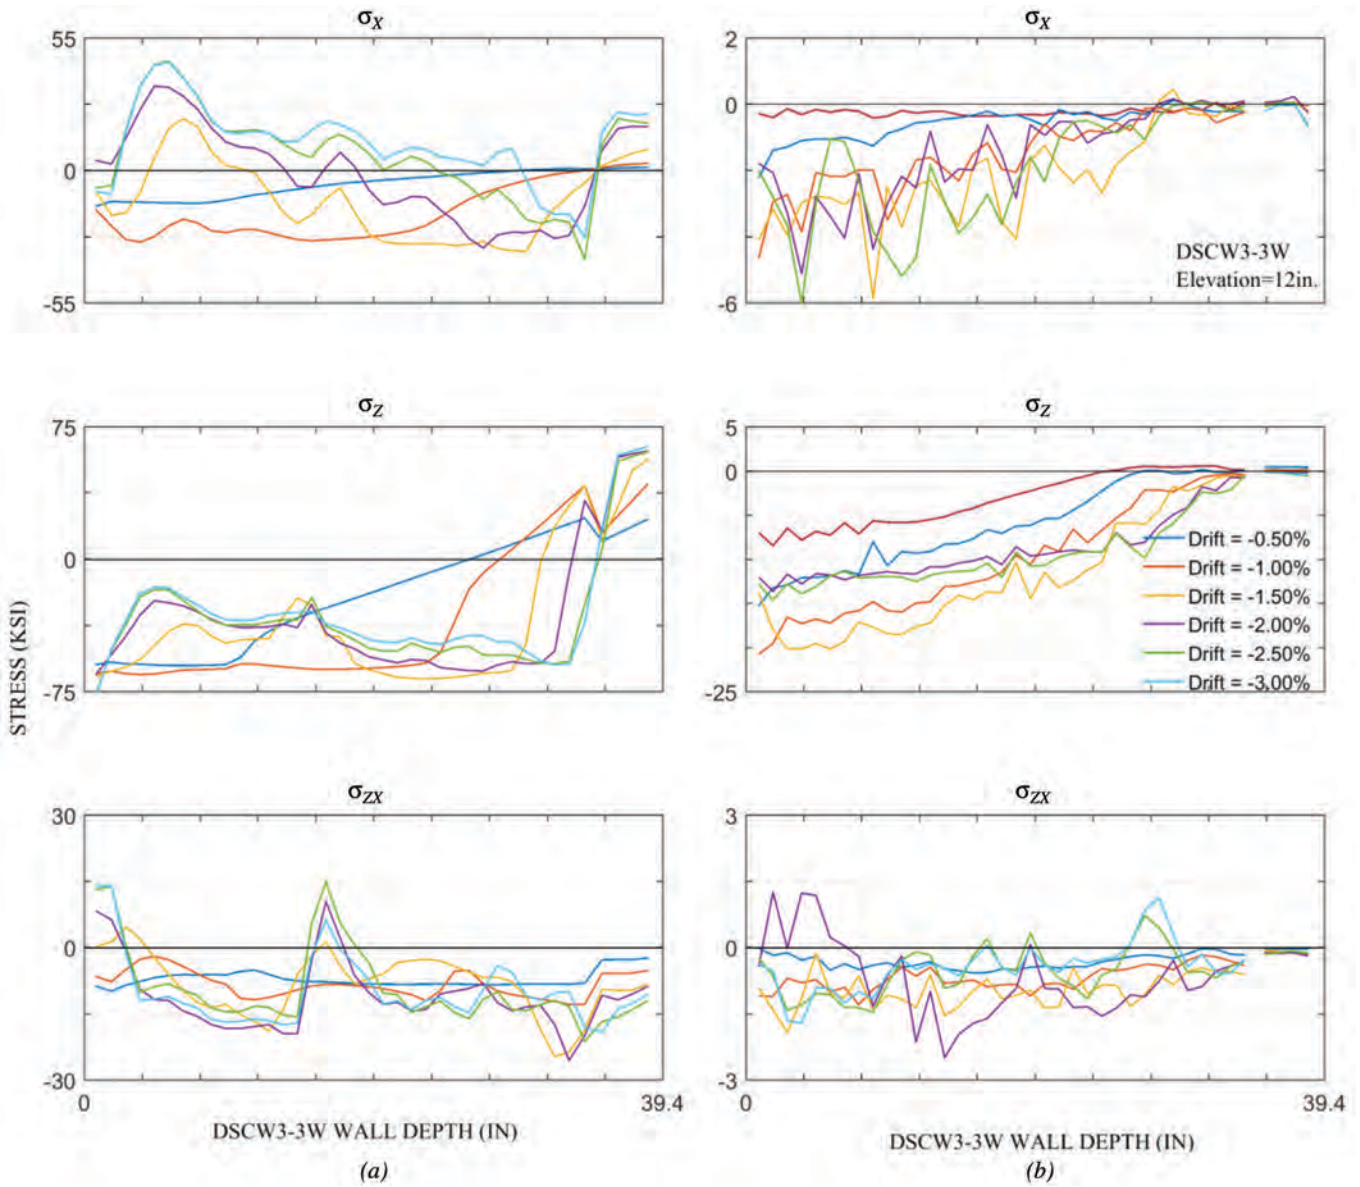 σX
55
0
-55
σX
2
0
-6
DSCW3-3W
Elevation=12in.
σZ
75
0
-75
STRESS (KSI)
σZ
5
0
-25
Drift = -0.50%
Drift = -1.00%
Drift = -1.50%
Drift = -2.00%
Drift = -2.50%
Drift = -3.00%
σZX
30
0
-30
0
39.4
DSCW3-3W WALL DEPTH (IN)
(a)
σZX
3
0
-3
0
39.4
DSCW3-3W WALL DEPTH (IN)
(b)